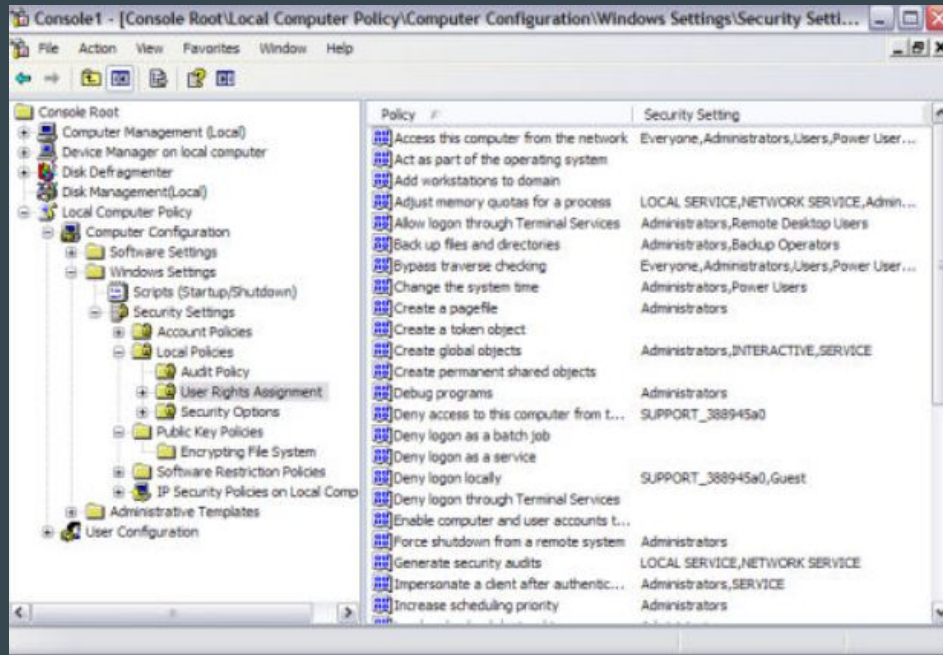 Console1 - [Console Root\Local Computer Policy\Computer Configuration\Windows Settings\Security Setti...
File Action View Favorites Window Help
Console Root
Computer Management (Local)
Device Manager on local computer
Disk Defragmenter
Disk Management(Local)
Local Computer Policy
Computer Configuration
Software Settings
Windows Settings
Scripts (Startup/Shutdown)
Security Settings
Account Policies
Local Policies
Audit Policy
User Rights Assignment
Security Options
Public Key Policies
Encrypting File System
Software Restriction Policies
IP Security Policies on Local Comp
Administrative Templates
User Configuration
Policy Security Setting
Access this computer from the network Everyone,Administrators,Users,Power User...
Act as part of the operating system
Add workstations to domain
Adjust memory quotas for a process LOCAL SERVICE,NETWORK SERVICE,Admin...
Allow logon through Terminal Services Administrators,Remote Desktop Users
Back up files and directories Administrators,Backup Operators
Bypass traverse checking Everyone,Administrators,Users,Power User...
Change the system time Administrators,Power Users
Create a pagefile Administrators
Create a token object
Create global objects Administrators,INTERACTIVE,SERVICE
Create permanent shared objects
Debug programs Administrators
Deny access to this computer from t... SUPPORT_388945a0
Deny logon as a batch job
Deny logon as a service
Deny logon locally SUPPORT_388945a0,Guest
Deny logon through Terminal Services
Enable computer and user accounts t...
Force shutdown from a remote system Administrators
Generate security audits LOCAL SERVICE,NETWORK SERVICE
Impersonate a client after authentic... Administrators,SERVICE
Increase scheduling priority Administrators